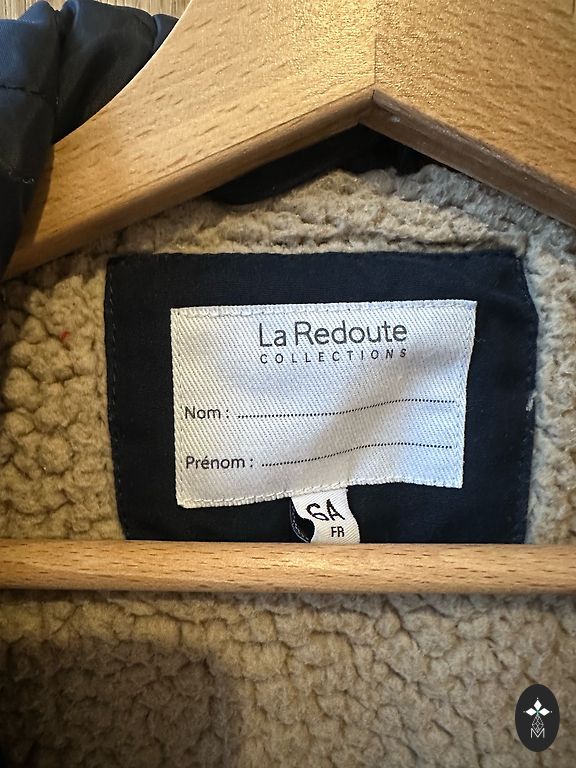 La Redoute
COLLECTIONS
Nom :
Prénom :
6A
FR
M